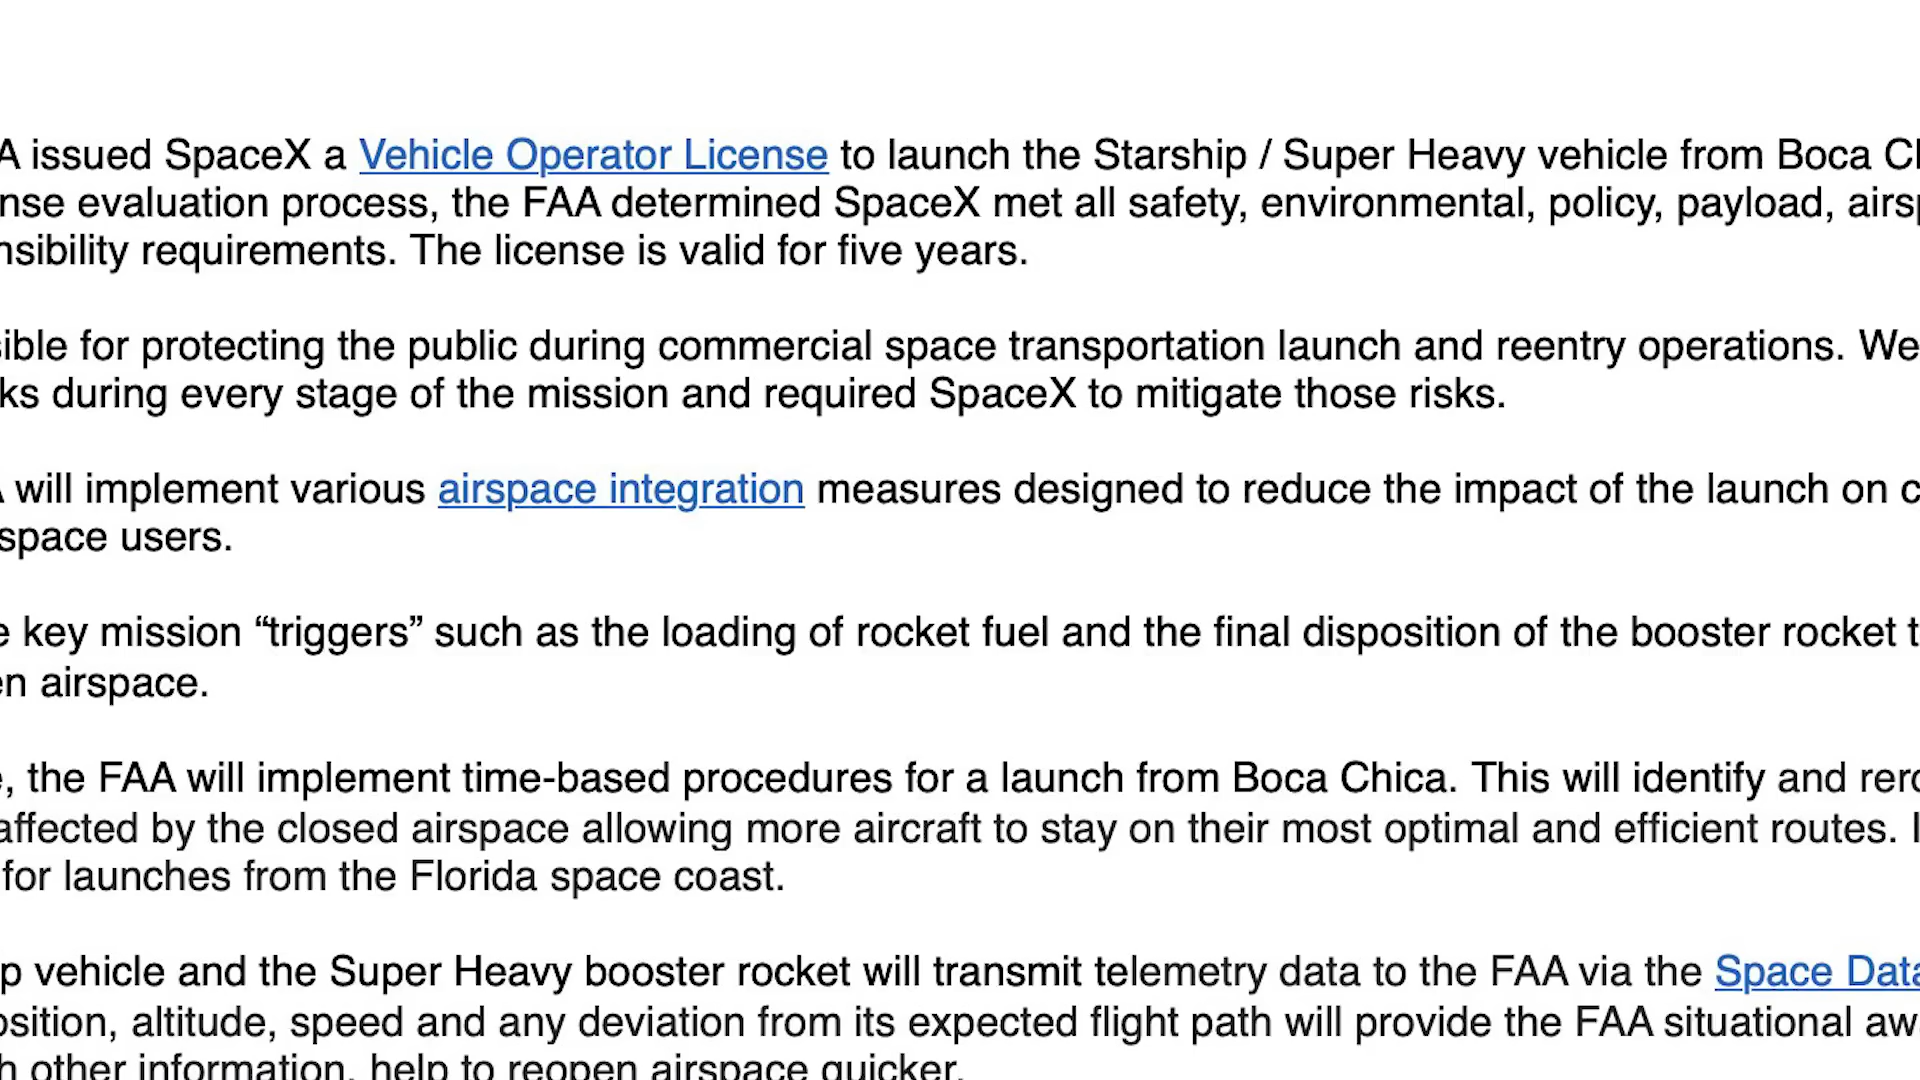 A issued SpaceX a Vehicle Operator License to launch the Starship / Super Heavy vehicle from Boca
nse evaluation process, the FAA determined SpaceX met all safety, environmental, policy, payload, airsp
nsibility requirements. The license is valid for five years.
ible for protecting the public during commercial space transportation launch and reentry operations. We
ks during every stage of the mission and required SpaceX to mitigate those risks.
will implement various airspace integration measures designed to reduce the impact of the launch on c
space users.
e key mission “triggers” such as the loading of rocket fuel and the final disposition of the booster rocket t
en airspace.
, the FAA will implement time-based procedures for a launch from Boca Chica. This will identify and rero
affected by the closed airspace allowing more aircraft to stay on their most optimal and efficient routes.
for launches from the Florida space coast.
p vehicle and the Super Heavy booster rocket will transmit telemetry data to the FAA via the Space Data
osition, altitude, speed and any deviation from its expected flight path will provide the FAA situational aw
h other information, help to reopen airspace quicker.